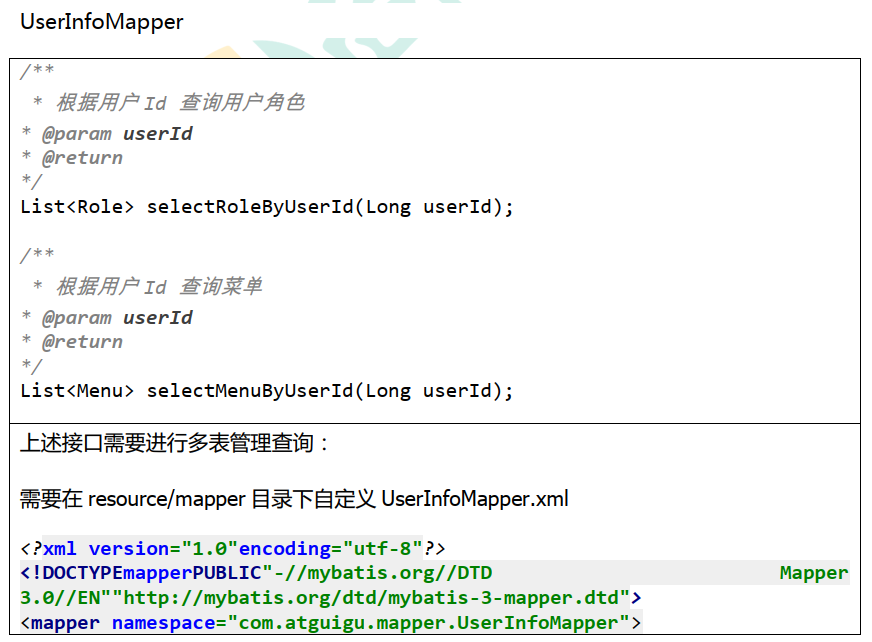 UserInfoMapper
/**
* 根据用户Id 查询用户角色
* @param userId
* @return
*/
List<Role> selectRoleByUserId(Long userId);
/**
* 根据用户Id 查询菜单
* @param userId
* @return
*/
List<Menu> selectMenuByUserId(Long userId);
上述接口需要进行多表管理查询：
需要在 resource/mapper 目录下自定义 UserInfoMapper.xml
<?xml version="1.0"encoding="utf-8"?>
<!DOCTYPEmapperPUBLIC"-//mybatis.org//DTD Mapper
3.0//EN""http://mybatis.org/dtd/mybatis-3-mapper.dtd">
<mapper namespace="com.atguigu.mapper.UserInfoMapper">